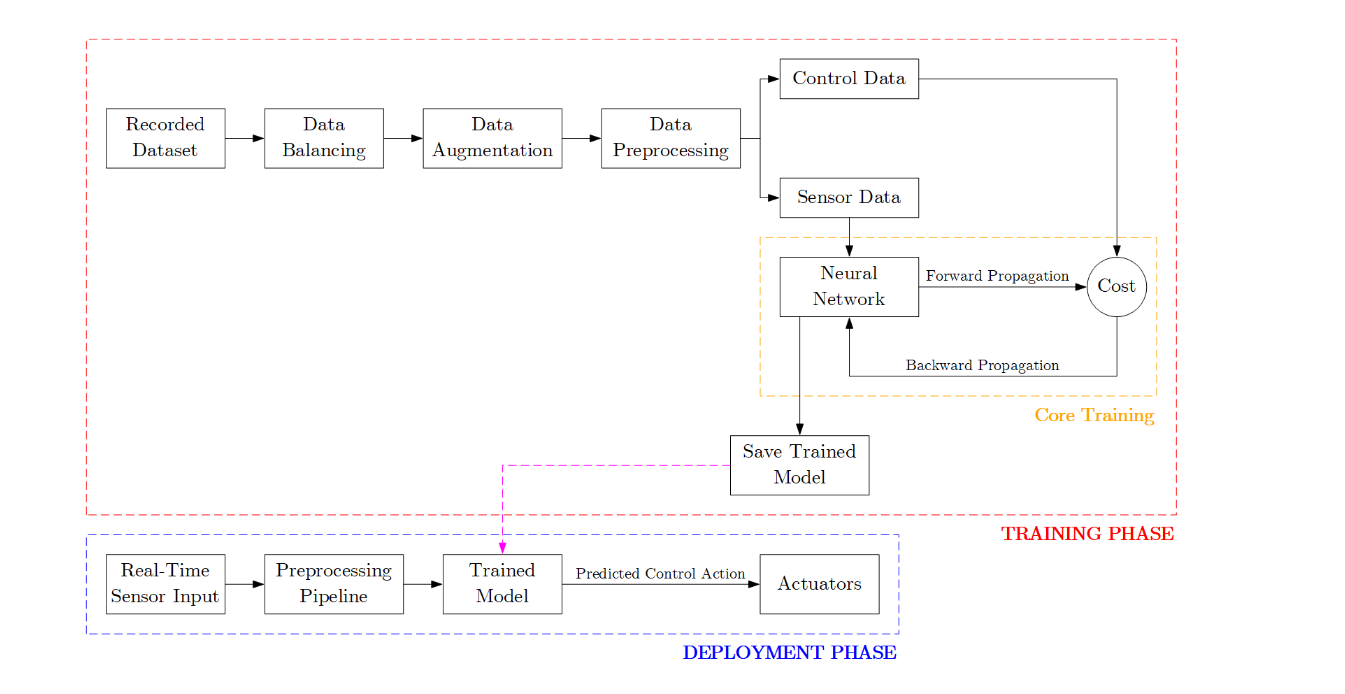 Control Data
Recorded
Dataset
Data
Balancing
Data
Augmentation
Data
Preprocessing
Sensor Data
Neural
Network
Forward Propagation
Cost
Backward Propagation
Core Training
Save Trained
Model
TRAINING PHASE
Real-Time
Sensor Input
Preprocessing
Pipeline
Trained
Model
Predicted Control Action
Actuators
DEPLOYMENT PHASE